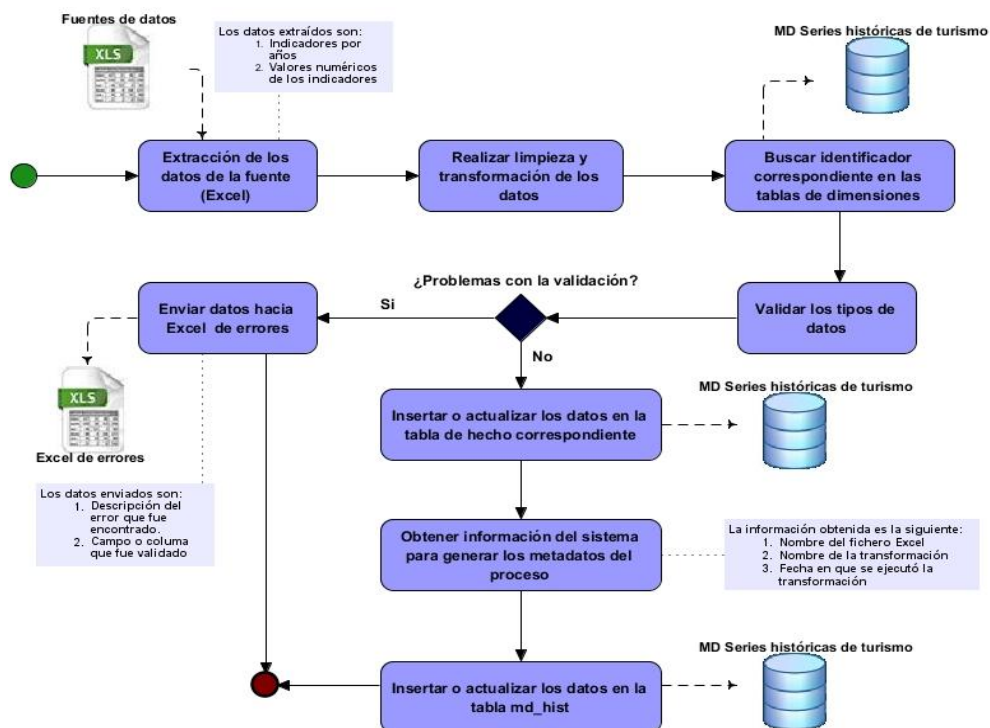 Fuentes de datos
XLS
Los datos extraídos son:
1. Indicadores por
años
2. Valores numéricos
de los indicadores
MD Series históricas de turismo
Extracción de los
datos de la fuente
(Excel)
Realizar limpieza y
transformación de los
datos
Buscar identificador
correspondiente en las
tablas de dimensiones
¿Problemas con la validación?
Si
No
Enviar datos hacia
Excel de errores
Validar los tipos de
datos
XLS
Excel de errores
Insertar o actualizar los datos en la
tabla de hecho correspondiente
MD Series históricas de turismo
Los datos enviados son:
1. Descripción del
error que fue
encontrado.
2. Campo o columa
que fue validado
Obtener información del sistema
para generar los metadatos del
proceso
La información obtenida es la siguiente:
1. Nombre del fichero Excel
2. Nombre de la transformación
3. Fecha en que se ejecutó la
transformación
MD Series históricas de turismo
Insertar o actualizar los datos en la
tabla md_hist